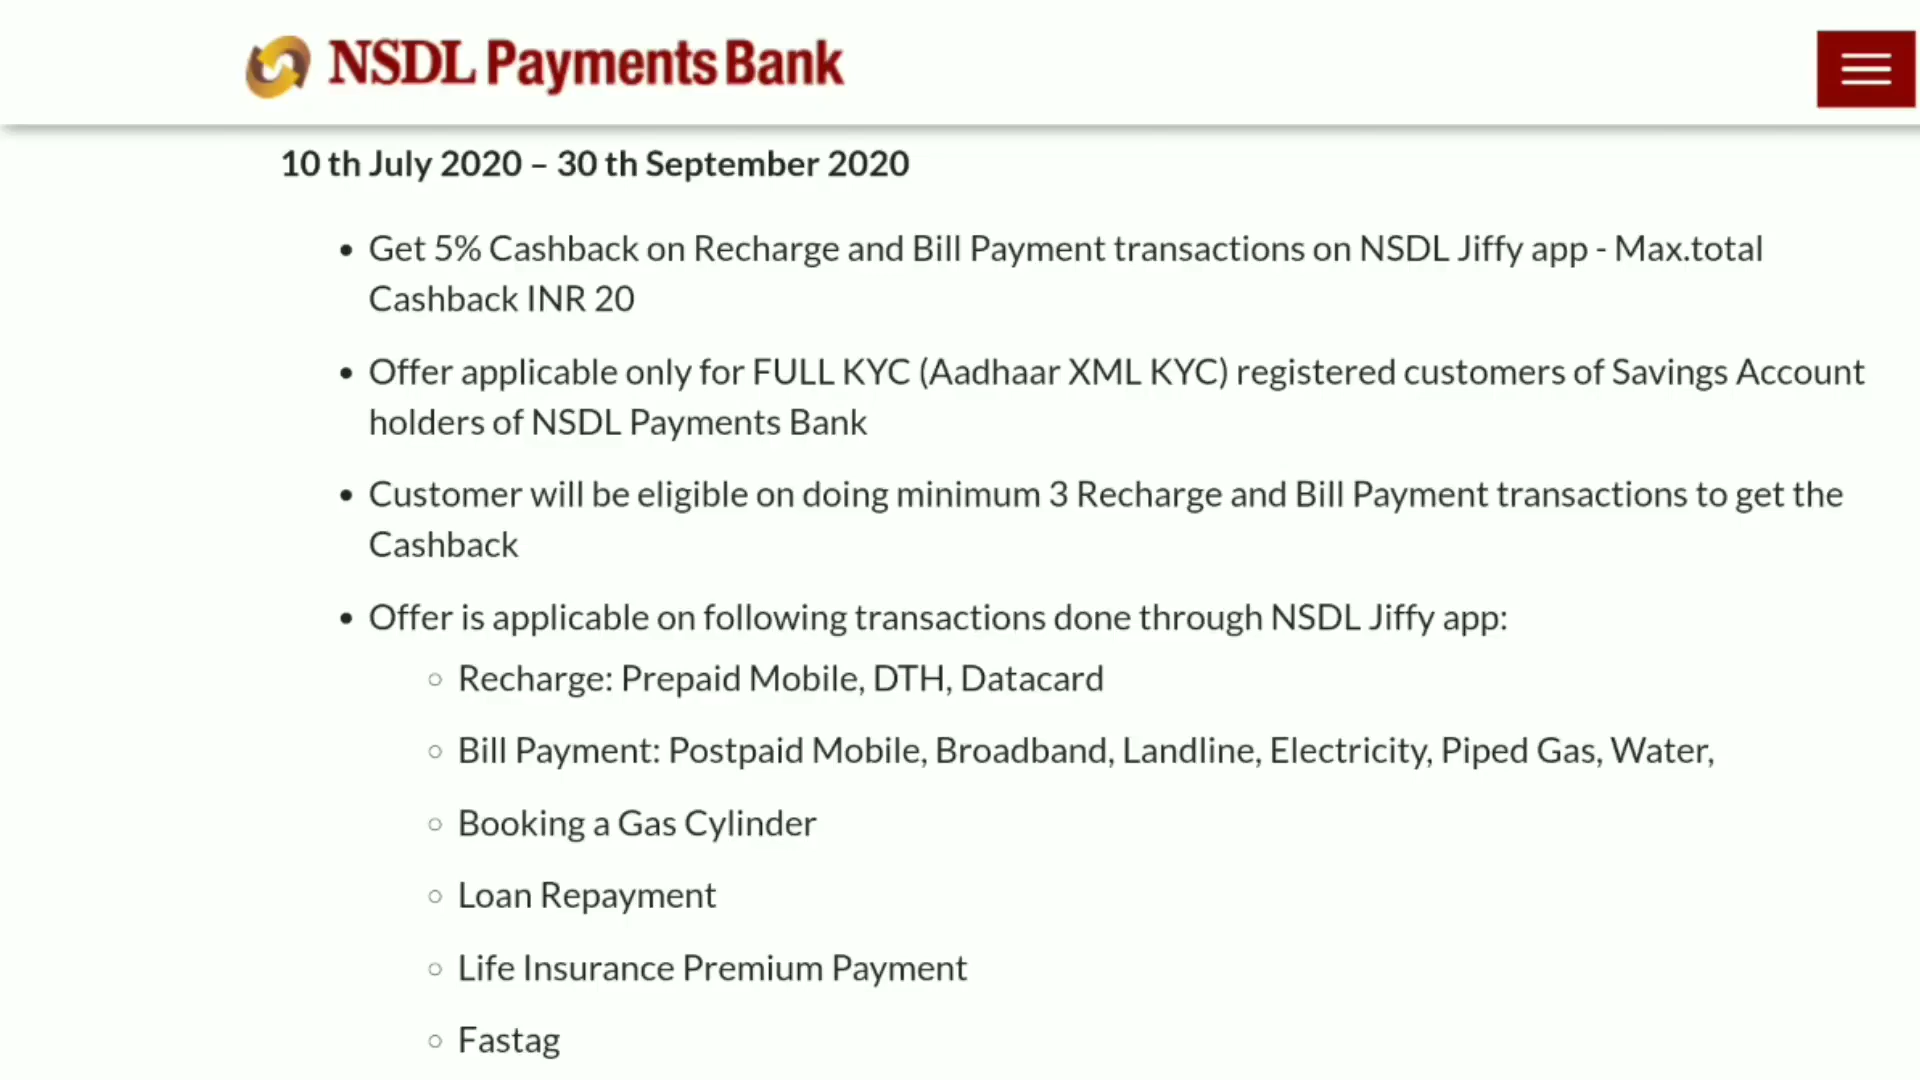 NSDL Payments Bank
10 th July 2020 – 30 th September 2020
• Get 5% Cashback on Recharge and Bill Payment transactions on NSDL Jiffy app - Max.total
Cashback INR 20
• Offer applicable only for FULL KYC (Aadhaar XML KYC) registered customers of Savings Account
holders of NSDL Payments Bank
• Customer will be eligible on doing minimum 3 Recharge and Bill Payment transactions to get the
Cashback
• Offer is applicable on following transactions done through NSDL Jiffy app:
○ Recharge: Prepaid Mobile, DTH, Datacard
○ Bill Payment: Postpaid Mobile, Broadband, Landline, Electricity, Piped Gas, Water,
○ Booking a Gas Cylinder
○ Loan Repayment
○ Life Insurance Premium Payment
○ Fastag